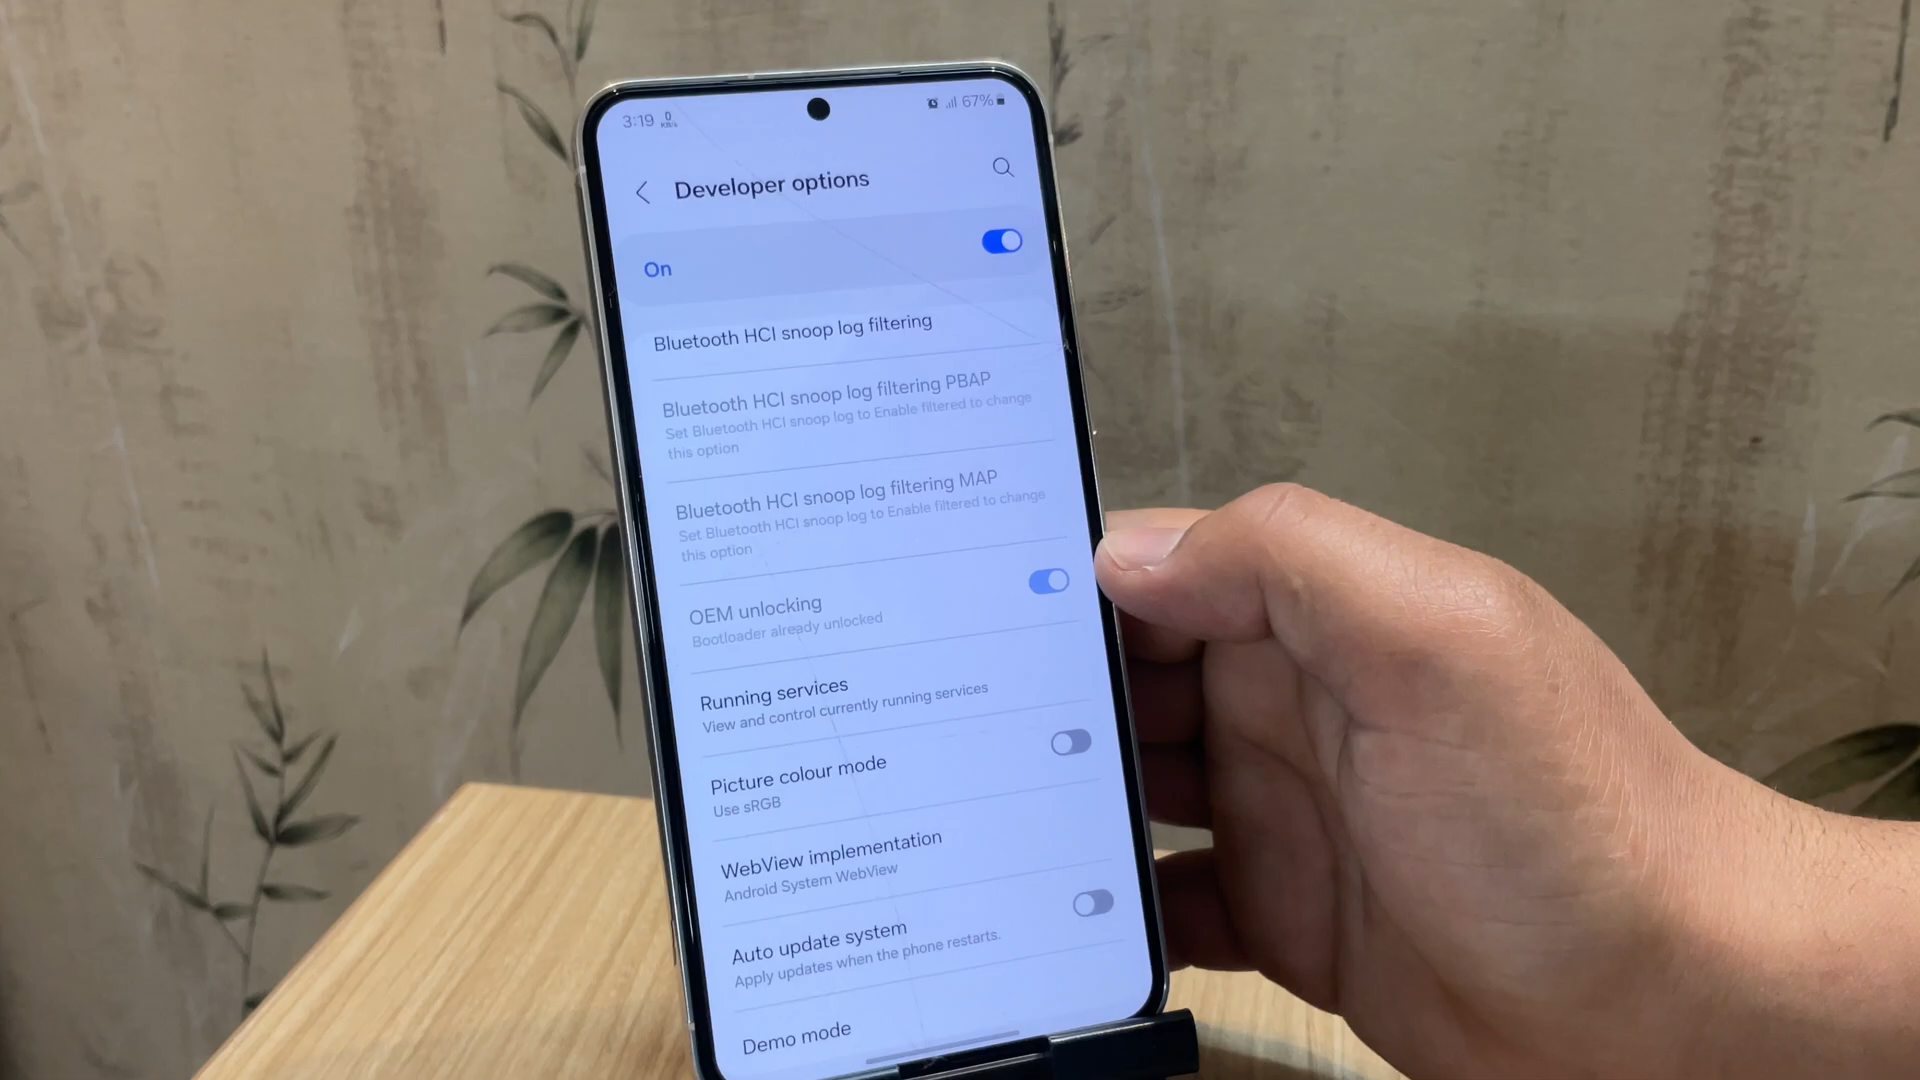 3:19 0 KB/s 67%
Developer options
On
Bluetooth HCI snoop log filtering
Bluetooth HCI snoop log filtering PBAP
Set Bluetooth HCI snoop log to Enable filtered to change
this option
Bluetooth HCI snoop log filtering MAP
Set Bluetooth HCI snoop log to Enable filtered to change
this option
OEM unlocking
Bootloader already unlocked
Running services
View and control currently running services
Picture colour mode
Use sRGB
WebView implementation
Android System WebView
Auto update system
Apply updates when the phone restarts.
Demo mode